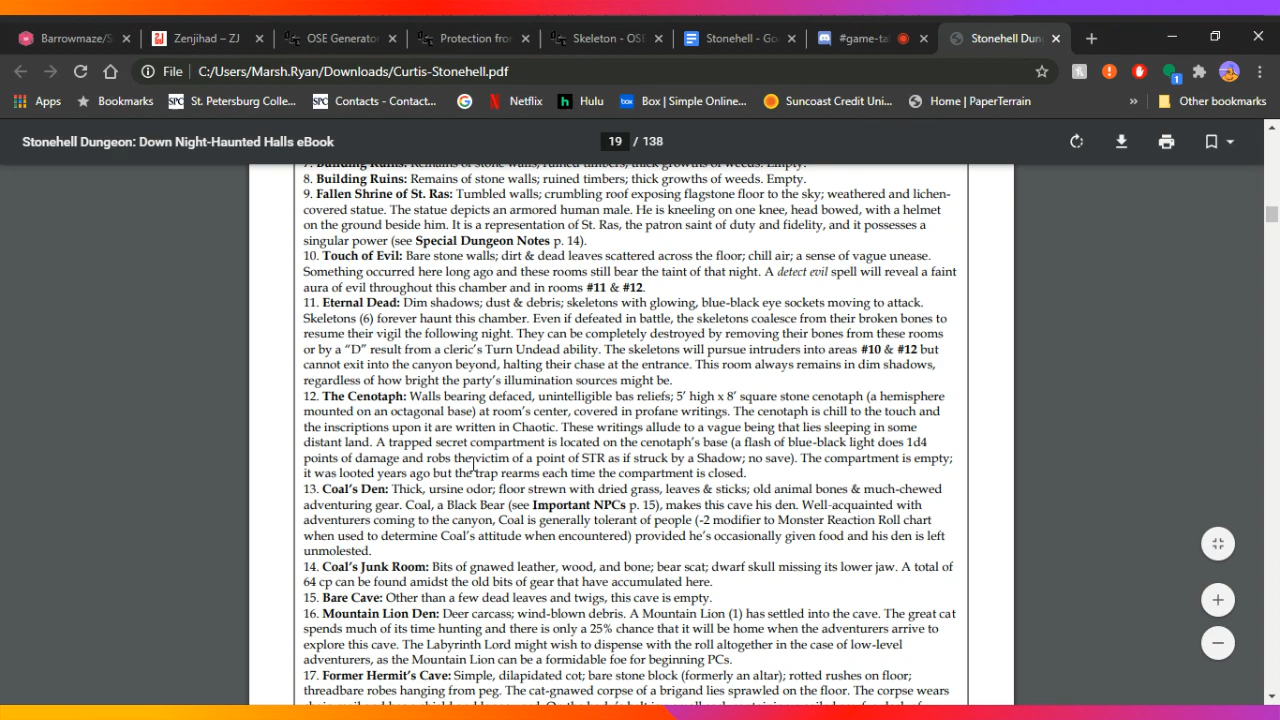 Barrowmaze/S
Zenjihad – ZJ
OSE Generato
Protection from
Skeleton - OSE
Stonehell - Goo
#game-tal
Stonehell Dun
File C:/Users/Marsh.Ryan/Downloads/Curtis-Stonehell.pdf
Apps Bookmarks St. Petersburg Colle... Contacts - Contact... Netflix Hulu Box | Simple Onlin... Suncoast Credit Uni... Home | PaperTerrain » Other bookmarks
Stonehell Dungeon: Down Night-Haunted Halls eBook
19 / 138
7. Building Ruins: Remains of stone walls; ruined timbers; thick growths of weeds. Empty.
8. Building Ruins: Remains of stone walls; ruined timbers; thick growths of weeds. Empty.
9. Fallen Shrine of St. Ras: Tumbled walls; crumbling roof exposing flagstone floor to the sky; weathered and lichen-
covered statue. The statue depicts an armored human male. He is kneeling on one knee, head bowed, with a helmet
on the ground beside him. It is a representation of St. Ras, the patron saint of duty and fidelity, and it possesses a
singular power (see Special Dungeon Notes p. 14).
10. Touch of Evil: Bare stone walls; dirt & dead leaves scattered across the floor; chill air; a sense of vague unease.
Something occurred here long ago and these rooms still bear the taint of that night. A detect evil spell will reveal a faint
aura of evil throughout this chamber and in rooms #11 & #12.
11. Eternal Dead: Dim shadows; dust & debris; skeletons with glowing, blue-black eye sockets moving to attack.
Skeletons (6) forever haunt this chamber. Even if defeated in battle, the skeletons coalesce from their broken bones to
resume their vigil the following night. They can be completely destroyed by removing their bones from these rooms
or by a “D” result from a cleric’s Turn Undead ability. The skeletons will pursue intruders into areas #10 & #12 but
cannot exit into the canyon beyond, halting their chase at the entrance. This room always remains in dim shadows,
regardless of how bright the party’s illumination sources might be.
12. The Cenotaph: Walls bearing defaced, unintelligible bas reliefs; 5’ high x 8’ square stone cenotaph (a hemisphere
mounted on an octagonal base) at room’s center, covered in profane writings. The cenotaph is chill to the touch and
the inscriptions upon it are written in Chaotic. These writings allude to a vague being that lies sleeping in some
distant land. A trapped secret compartment is located on the cenotaph’s base (a flash of blue-black light does 1d4
points of damage and robs the victim of a point of STR as if struck by a Shadow; no save). The compartment is empty;
it was looted years ago but the trap rearms each time the compartment is closed.
13. Coal’s Den: Thick, ursine odor; floor strewn with dried grass, leaves & sticks; old animal bones & much-chewed
adventuring gear. Coal, a Black Bear (see Important NPCs p. 15), makes this cave his den. Well-acquainted with
adventurers coming to the canyon, Coal is generally tolerant of people (-2 modifier to Monster Reaction Roll chart
when used to determine Coal’s attitude when encountered) provided he’s occasionally given food and his den is left
unmolested.
14. Coal’s Junk Room: Bits of gnawed leather, wood, and bone; bear scat; dwarf skull missing its lower jaw. A total of
64 cp can be found amidst the old bits of gear that have accumulated here.
15. Bare Cave: Other than a few dead leaves and twigs, this cave is empty.
16. Mountain Lion Den: Deer carcass; wind-blown debris. A Mountain Lion (1) has settled into the cave. The great cat
spends much of its time hunting and there is only a 25% chance that it will be home when the adventurers arrive to
explore this cave. The Labyrinth Lord might wish to dispense with the roll altogether in the case of low-level
adventurers, as the Mountain Lion can be a formidable foe for beginning PCs.
17. Former Hermit’s Cave: Simple, dilapidated cot; bare stone block (formerly an altar); rotted rushes on floor;
threadbare robes hanging from peg. The cat-gnawed corpse of a brigand lies sprawled on the floor. The corpse wears